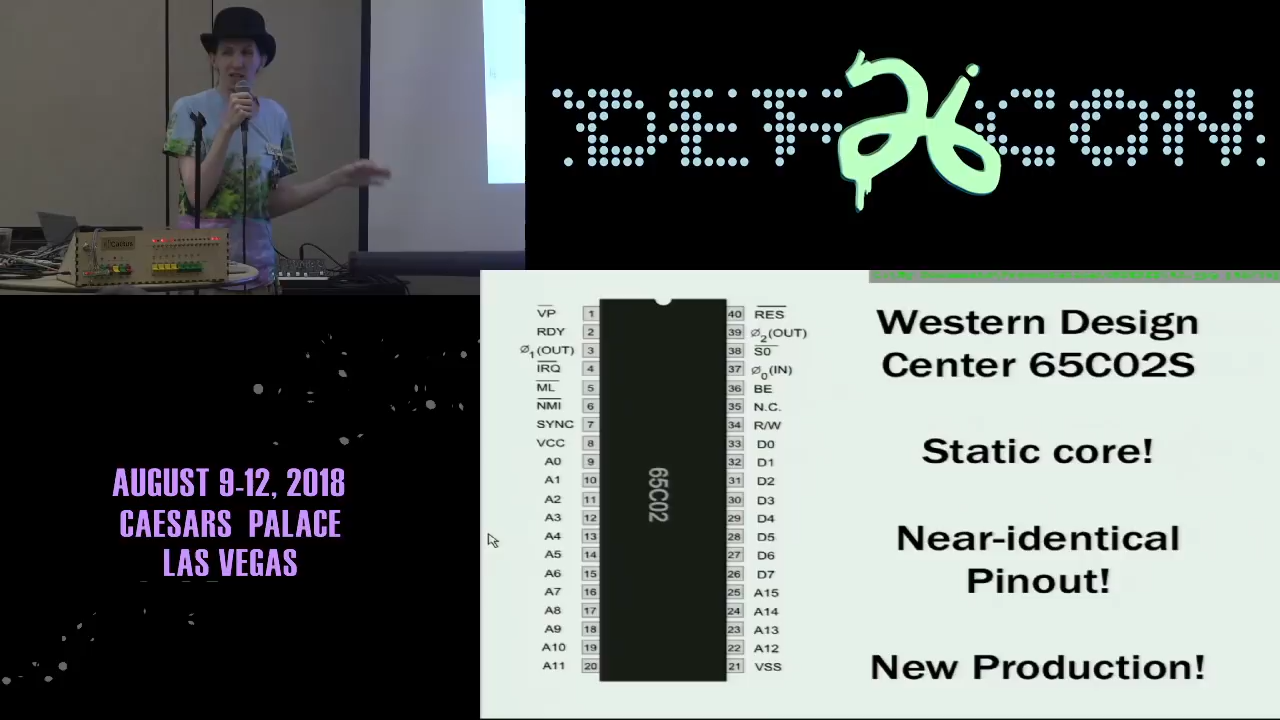 DEF CON
26
Cactus
AUGUST 9-12, 2018
CAESARS PALACE
LAS VEGAS
VP 1
RDY 2
Ø1(OUT) 3
IRQ 4
ML 5
NMI 6
SYNC 7
VCC 8
A0 9
A1 10
A2 11
A3 12
A4 13
A5 14
A6 15
A7 16
A8 17
A9 18
A10 19
A11 20
65C02
40 RES
39 Ø2(OUT)
38 S0
37 Ø0(IN)
36 BE
35 N.C.
34 R/W
33 D0
32 D1
31 D2
30 D3
29 D4
28 D5
27 D6
26 D7
25 A15
24 A14
23 A13
22 A12
21 VSS
Western Design
Center 65C02S
Static core!
Near-identical
Pinout!
New Production!